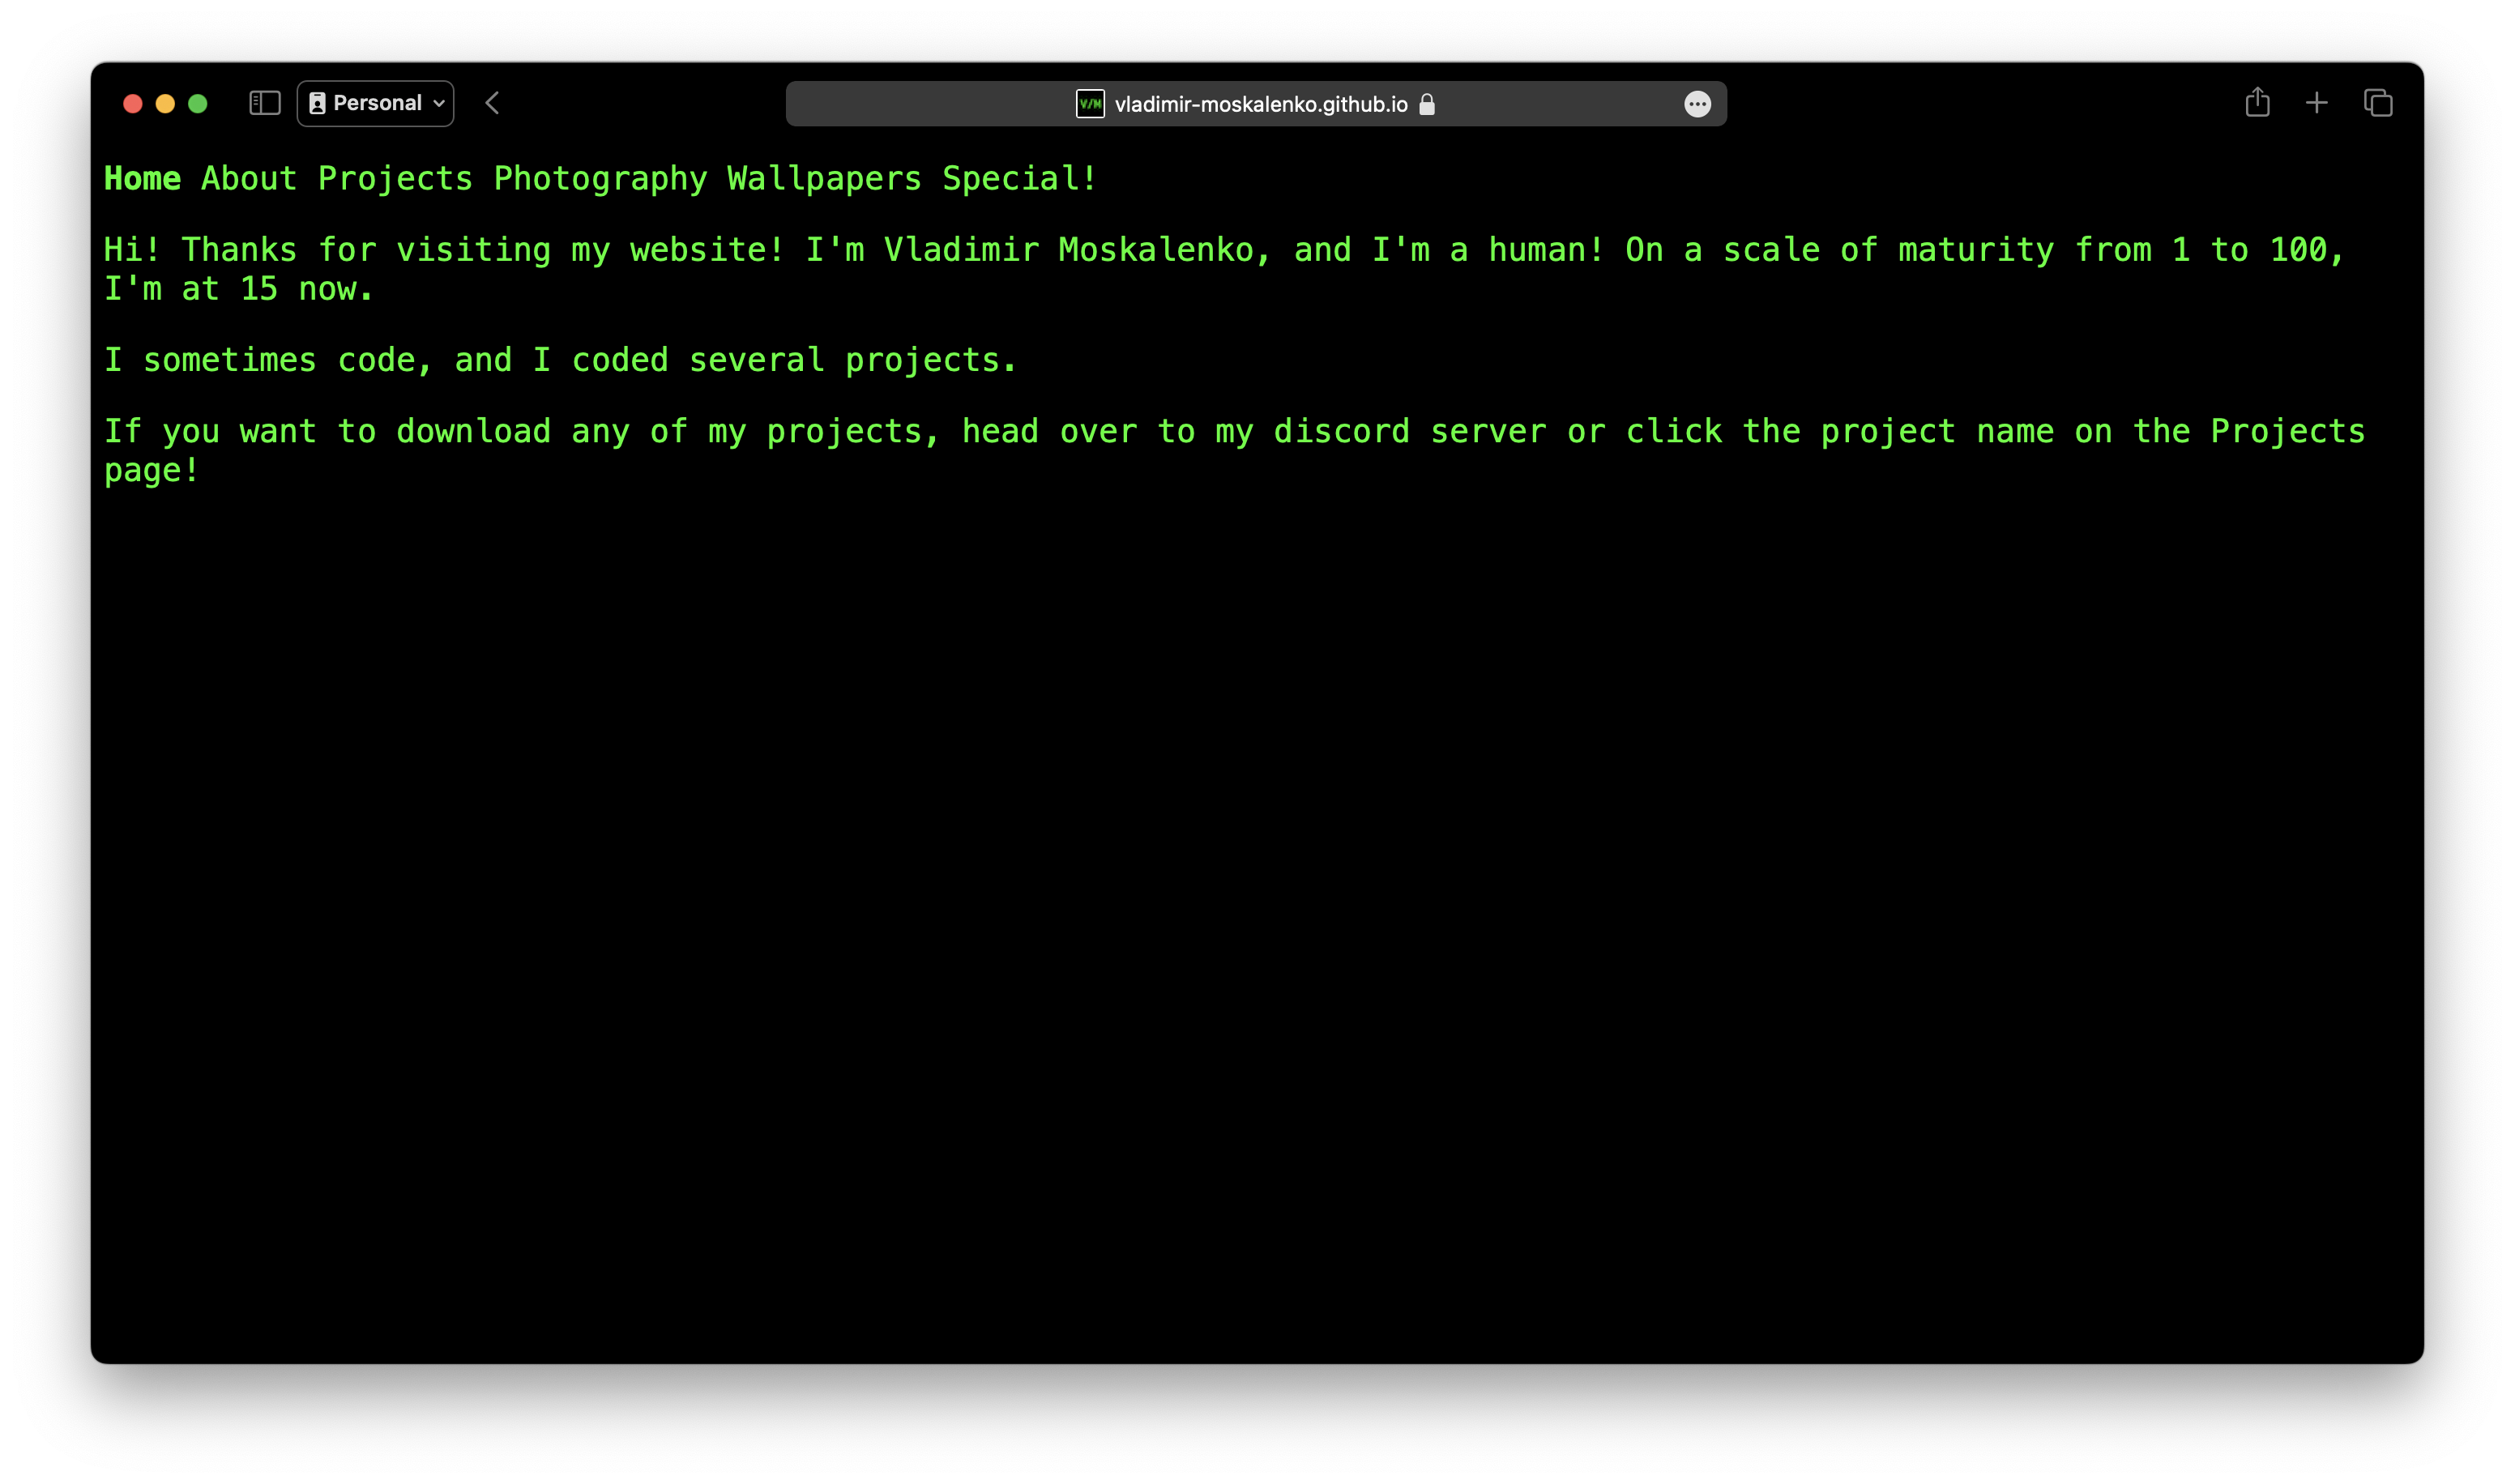 Personal
V/M vladimir-moskalenko.github.io
Home About Projects Photography Wallpapers Special!
Hi! Thanks for visiting my website! I'm Vladimir Moskalenko, and I'm a human! On a scale of maturity from 1 to 100,
I'm at 15 now.
I sometimes code, and I coded several projects.
If you want to download any of my projects, head over to my discord server or click the project name on the Projects
page!